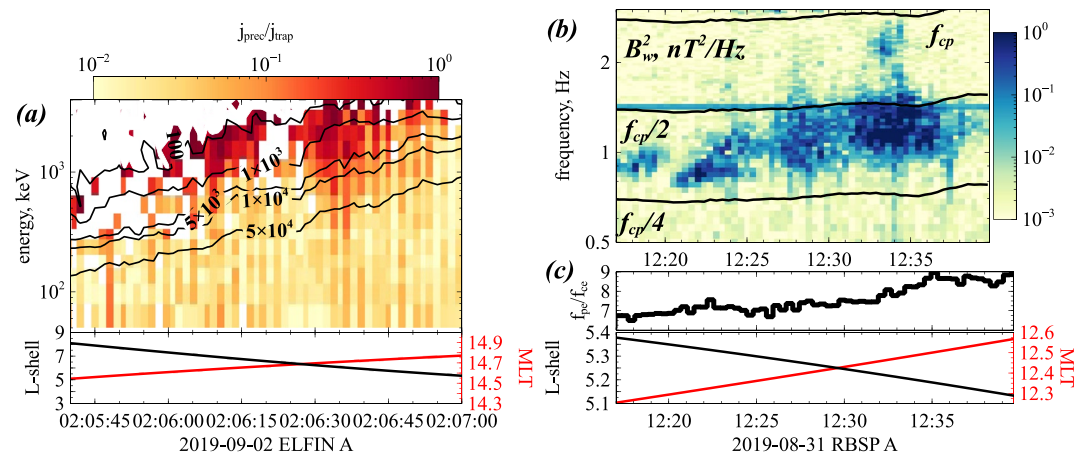 j_prec/j_trap
10^-2 10^-1 10^0
(a)
energy, keV
10^3
10^2
100
1×10^3
5×10^3
1×10^4
5×10^4
L-shell
9
7
5
3
14.9
14.7
14.5
14.3
MLT
02:05:45 02:06:00 02:06:15 02:06:30 02:06:45 02:07:00
2019-09-02 ELFIN A
(b)
B_w^2, nT^2/Hz
f_cp
f_cp/2
f_cp/4
frequency, Hz
2
1
0.5
10^0
10^-1
10^-2
10^-3
12:20 12:25 12:30 12:35
(c)
f_pe/f_ce
9
8
7
L-shell
5.4
5.3
5.2
5.1
12.6
12.5
12.4
12.3
MLT
12:20 12:25 12:30 12:35
2019-08-31 RBSP A